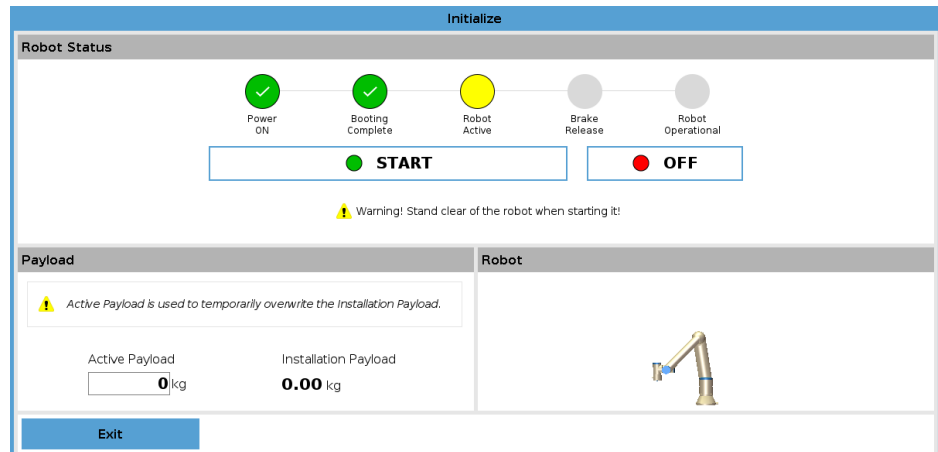 Initialize
Robot Status
Power
ON
Booting
Complete
Robot
Active
Brake
Release
Robot
Operational
START
OFF
Warning! Stand clear of the robot when starting it!
Payload
Robot
Active Payload is used to temporarily overwrite the Installation Payload.
Active Payload
Installation Payload
0 kg
0.00 kg
Exit